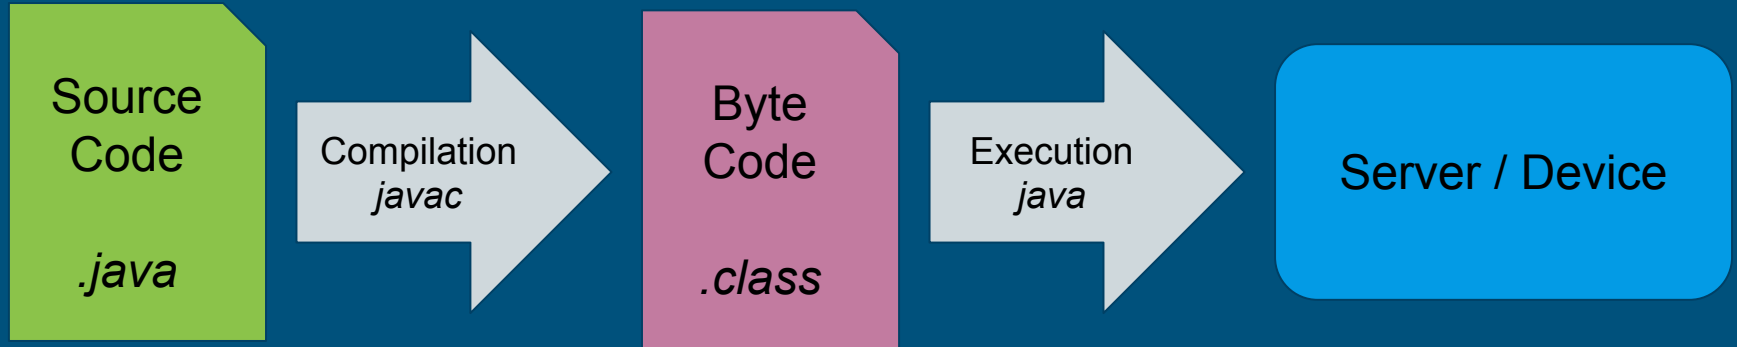 Source
Code
.java
Compilation
javac
Byte
Code
.class
Execution
java
Server / Device